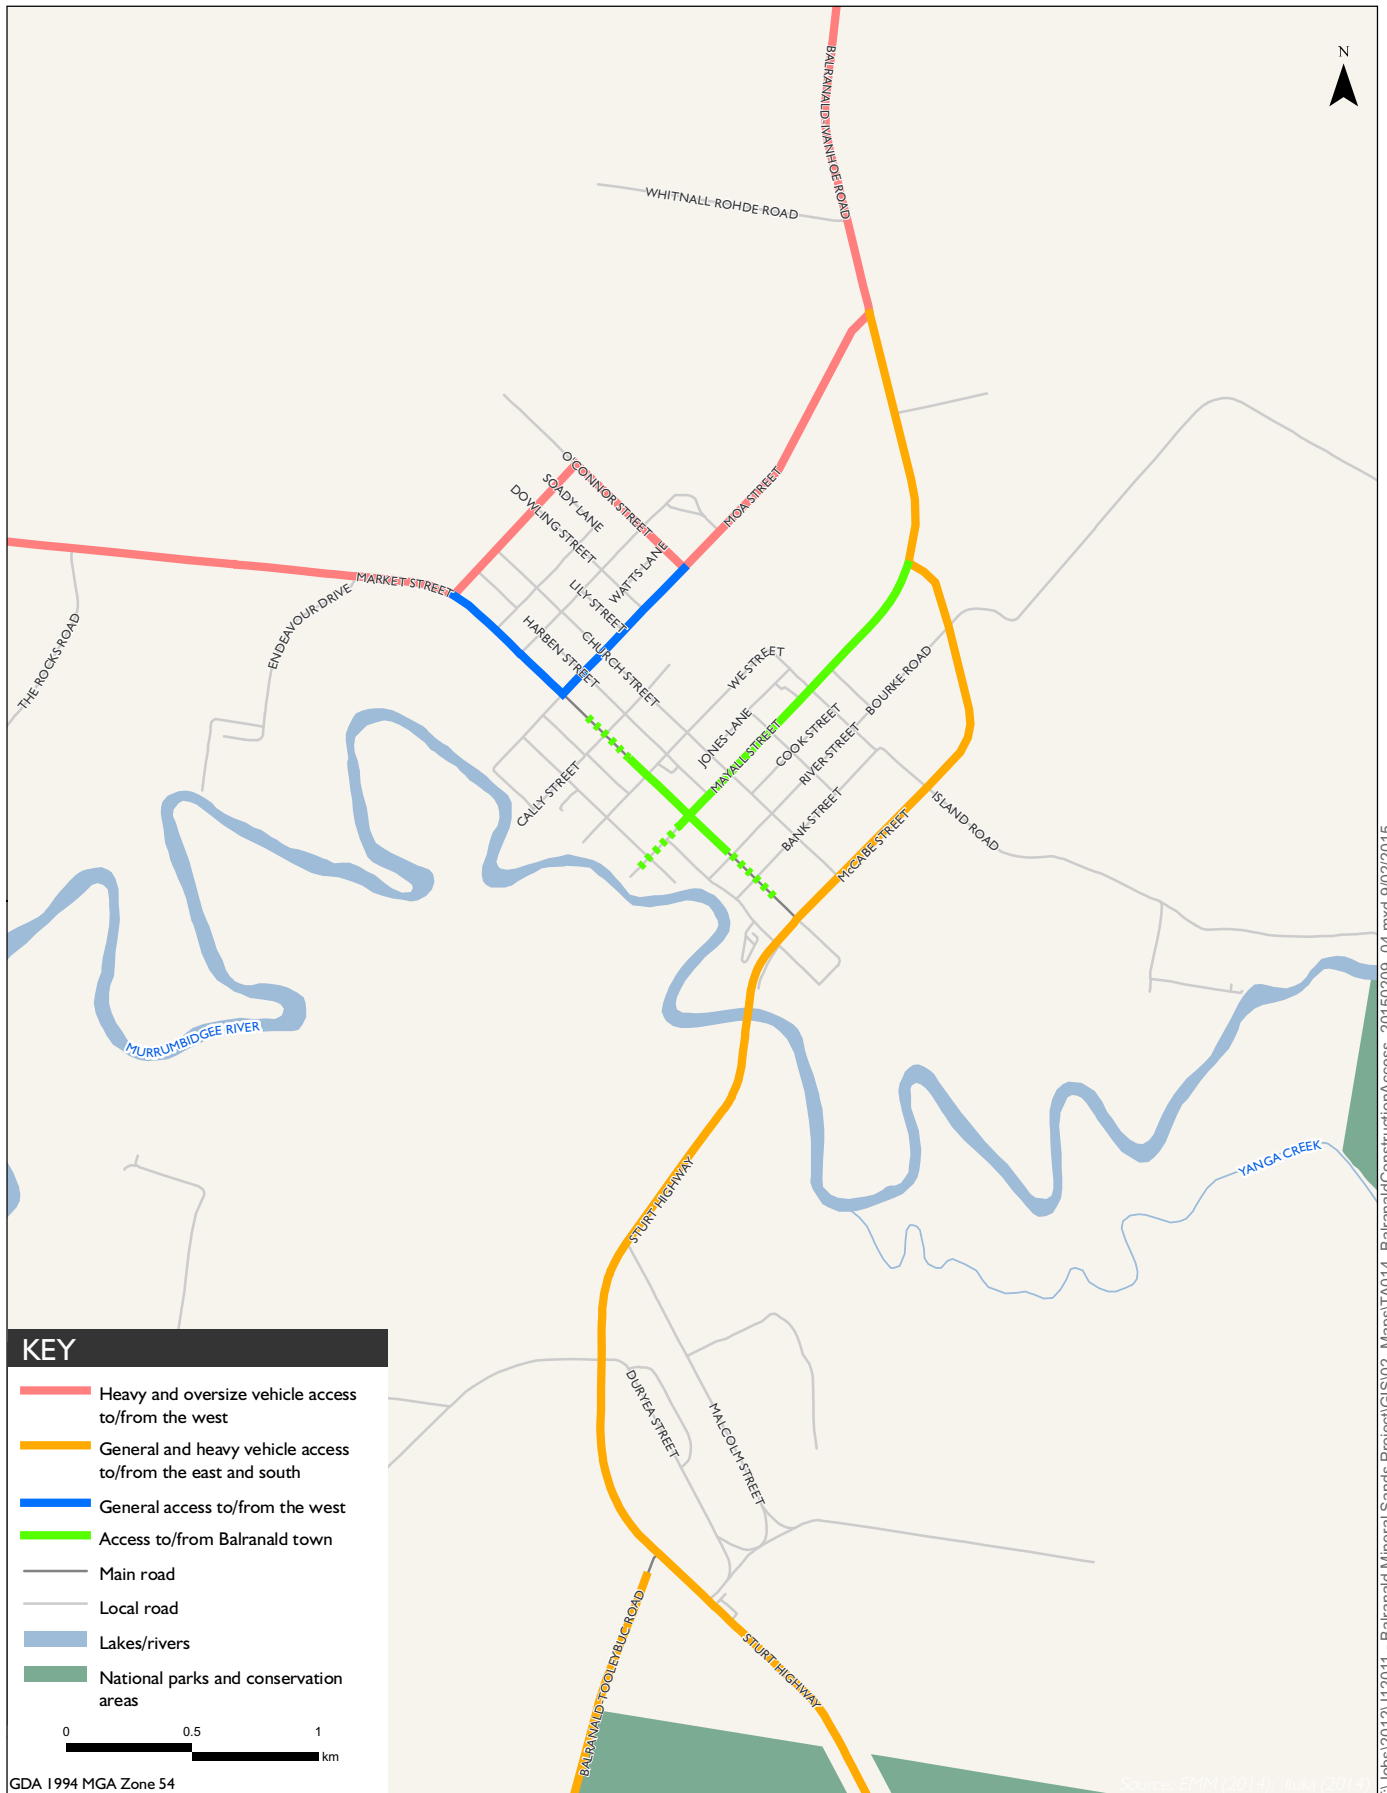 N
BALRANALD-IVANHOE ROAD
WHITNALL ROHDE ROAD
O'CONNOR STREET
SOADY LANE
DOWLING STREET
MOA STREET
WATTS LANE
LILY STREET
MARKET STREET
ENDEAVOUR DRIVE
THE ROCKS ROAD
HARBEN STREET
CHURCH STREET
WE STREET
BOURKE ROAD
JONES LANE
MAYALL STREET
COOK STREET
RIVER STREET
CALLY STREET
BANK STREET
McCABE STREET
ISLAND ROAD
MURRUMBIDGEE RIVER
YANGA CREEK
STURT HIGHWAY
DURYEA STREET
MALCOLM STREET
BALRANALD-TOOLEYBUC ROAD
STURT HIGHWAY
KEY
Heavy and oversize vehicle access
to/from the west
General and heavy vehicle access
to/from the east and south
General access to/from the west
Access to/from Balranald town
Main road
Local road
Lakes/rivers
National parks and conservation
areas
0 0.5 1
km
GDA 1994 MGA Zone 54
Source: EMM (2014); Iluka (2014)